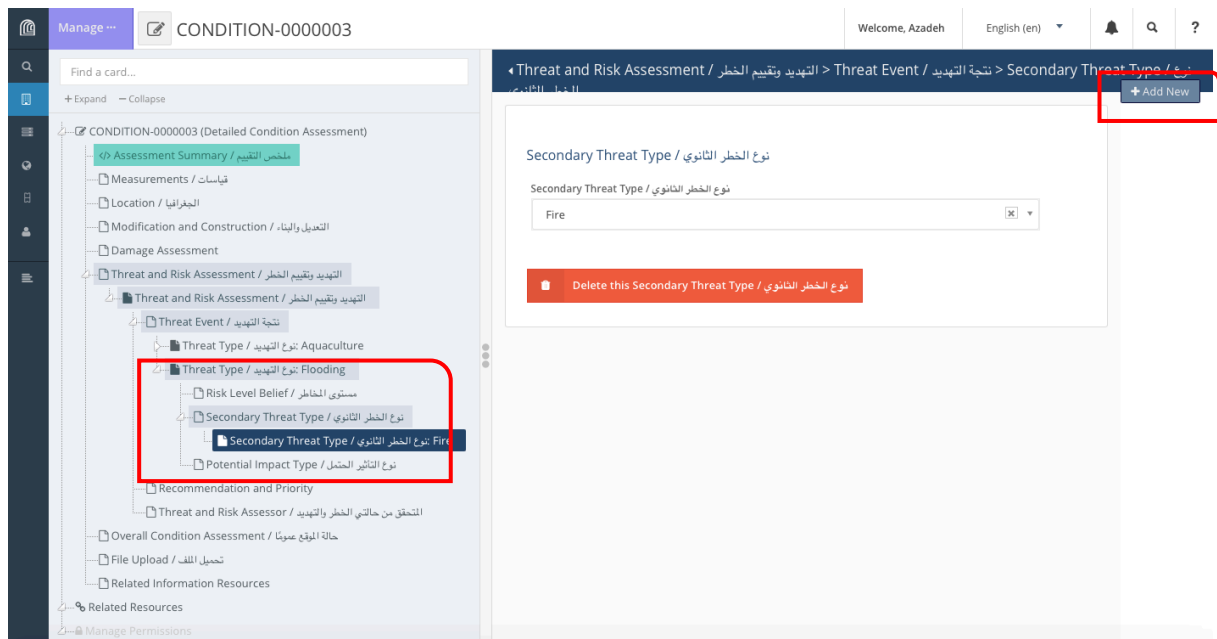 Manage ...
CONDITION-0000003
Welcome, Azadeh
English (en)
?
Find a card...
+ Expand − Collapse
CONDITION-0000003 (Detailed Condition Assessment)
</> Assessment Summary / ملخص التقييم
Measurements / قياسات
Location / الجغرافيا
Modification and Construction / التعديل والبناء
Damage Assessment
Threat and Risk Assessment / التهديد وتقييم الخطر
Threat and Risk Assessment / التهديد وتقييم الخطر
Threat Event / نتجة التهديد
Threat Type / نوع التهديد: Aquaculture
Threat Type / نوع التهديد: Flooding
Risk Level Belief / مستوى المخاطر
Secondary Threat Type / نوع الخطر الثانوي
Secondary Threat Type / نوع الخطر الثانوي: Fire
Potential Impact Type / نوع التأثير الحتمل
Recommendation and Priority
Threat and Risk Assessor / المتحقق من حالتي الخطر والتهديد
Overall Condition Assessment / حالة الموقع عمومًا
File Upload / تحميل الملف
Related Information Resources
Related Resources
Manage Permissions
Threat and Risk Assessment / التهديد وتقييم الخطر > Threat Event / نتجة التهديد > Secondary Threat Type / نوع
الخطر الثانوي
+ Add New
Secondary Threat Type / نوع الخطر الثانوي
Secondary Threat Type / نوع الخطر الثانوي
Fire
Delete this Secondary Threat Type / نوع الخطر الثانوي